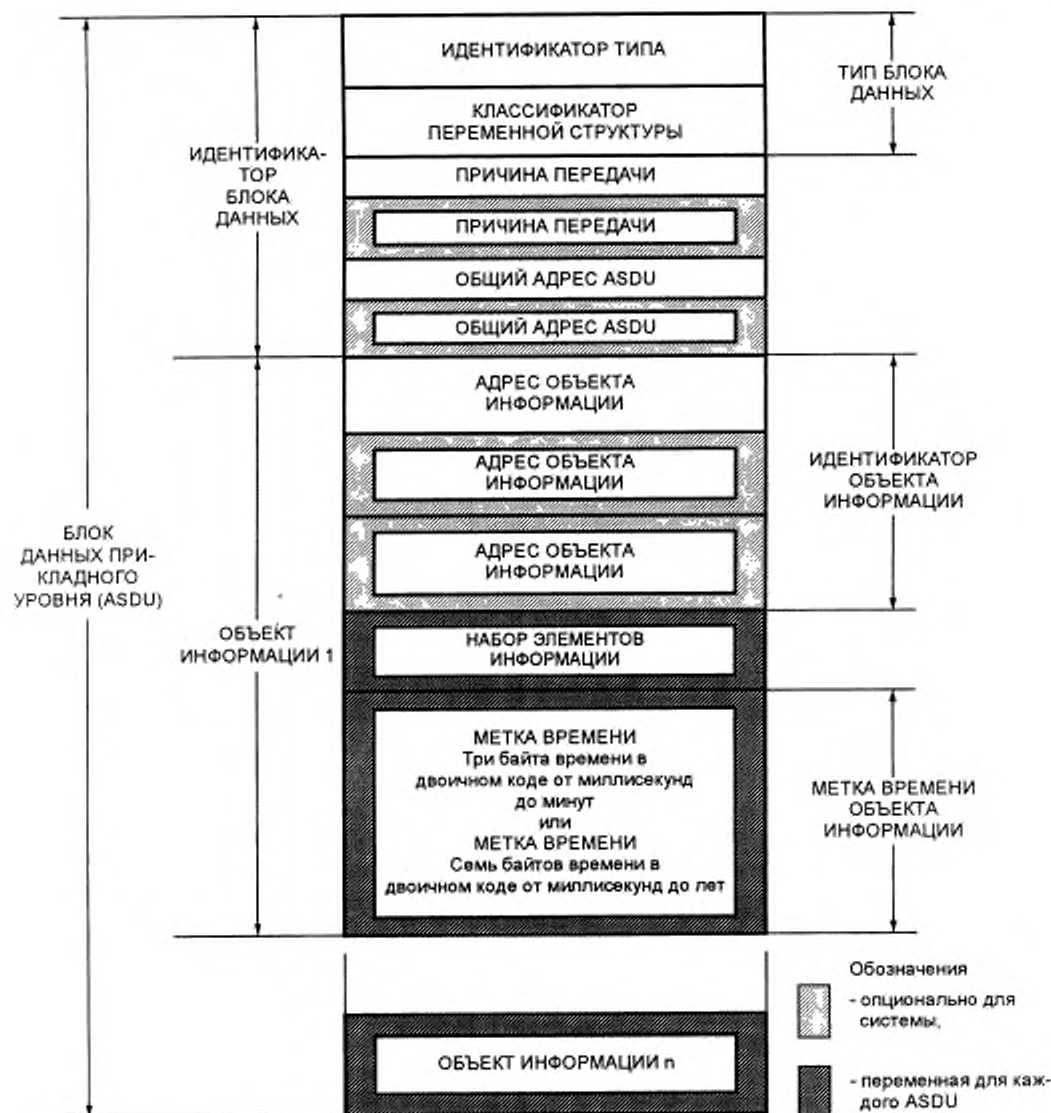 ИДЕНТИФИКАТОР ТИПА
ТИП БЛОКА
ДАННЫХ
КЛАССИФИКАТОР
ПЕРЕМЕННОЙ СТРУКТУРЫ
ИДЕНТИФИКА-
ТОР
БЛОКА
ДАННЫХ
ПРИЧИНА ПЕРЕДАЧИ
ПРИЧИНА ПЕРЕДАЧИ
ОБЩИЙ АДРЕС ASDU
ОБЩИЙ АДРЕС ASDU
АДРЕС ОБЪЕКТА
ИНФОРМАЦИИ
АДРЕС ОБЪЕКТА
ИНФОРМАЦИИ
ИДЕНТИФИКАТОР
ОБЪЕКТА
ИНФОРМАЦИИ
АДРЕС ОБЪЕКТА
ИНФОРМАЦИИ
БЛОК
ДАННЫХ ПРИ-
КЛАДНОГО
УРОВНЯ (ASDU)
ОБЪЕКТ
ИНФОРМАЦИИ 1
НАБОР ЭЛЕМЕНТОВ
ИНФОРМАЦИИ
МЕТКА ВРЕМЕНИ
Три байта времени в
двоичном коде от миллисекунд
до минут
или
МЕТКА ВРЕМЕНИ
Семь байтов времени в
двоичном коде от миллисекунд до лет
МЕТКА ВРЕМЕНИ
ОБЪЕКТА
ИНФОРМАЦИИ
Обозначения
- опционально для
системы,
ОБЪЕКТ ИНФОРМАЦИИ n
- переменная для каж-
дого ASDU